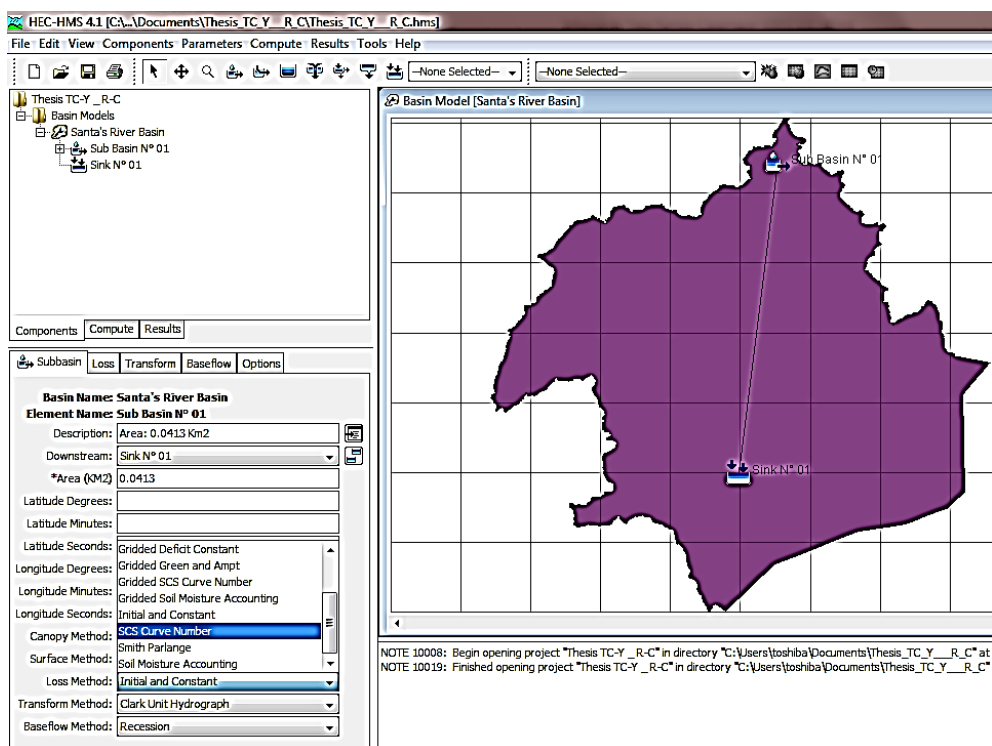 HEC-HMS 4.1 [C:\...\Documents\Thesis_TC_Y__R_C\Thesis_TC_Y__R_C.hms]
File Edit View Components Parameters Compute Results Tools Help
--None Selected-- --None Selected--
Thesis TC-Y _R-C
Basin Models
Santa's River Basin
Sub Basin N° 01
Sink N° 01
Components Compute Results
Subbasin Loss Transform Baseflow Options
Basin Name: Santa's River Basin
Element Name: Sub Basin N° 01
Description: Area: 0.0413 Km2
Downstream: Sink N° 01
*Area (KM2) 0.0413
Latitude Degrees:
Latitude Minutes:
Latitude Seconds:
Longitude Degrees:
Longitude Minutes:
Longitude Seconds:
Canopy Method:
Surface Method:
Gridded Deficit Constant
Gridded Green and Ampt
Gridded SCS Curve Number
Gridded Soil Moisture Accounting
Initial and Constant
SCS Curve Number
Smith Parlange
Soil Moisture Accounting
Loss Method: Initial and Constant
Transform Method: Clark Unit Hydrograph
Baseflow Method: Recession
Basin Model [Santa's River Basin]
Sub Basin N° 01
Sink N° 01
NOTE 10008: Begin opening project "Thesis TC-Y _R-C" in directory "C:\Users\toshiba\Documents\Thesis_TC_Y___R_C" at
NOTE 10019: Finished opening project "Thesis TC-Y _R-C" in directory "C:\Users\toshiba\Documents\Thesis_TC_Y___R_C"